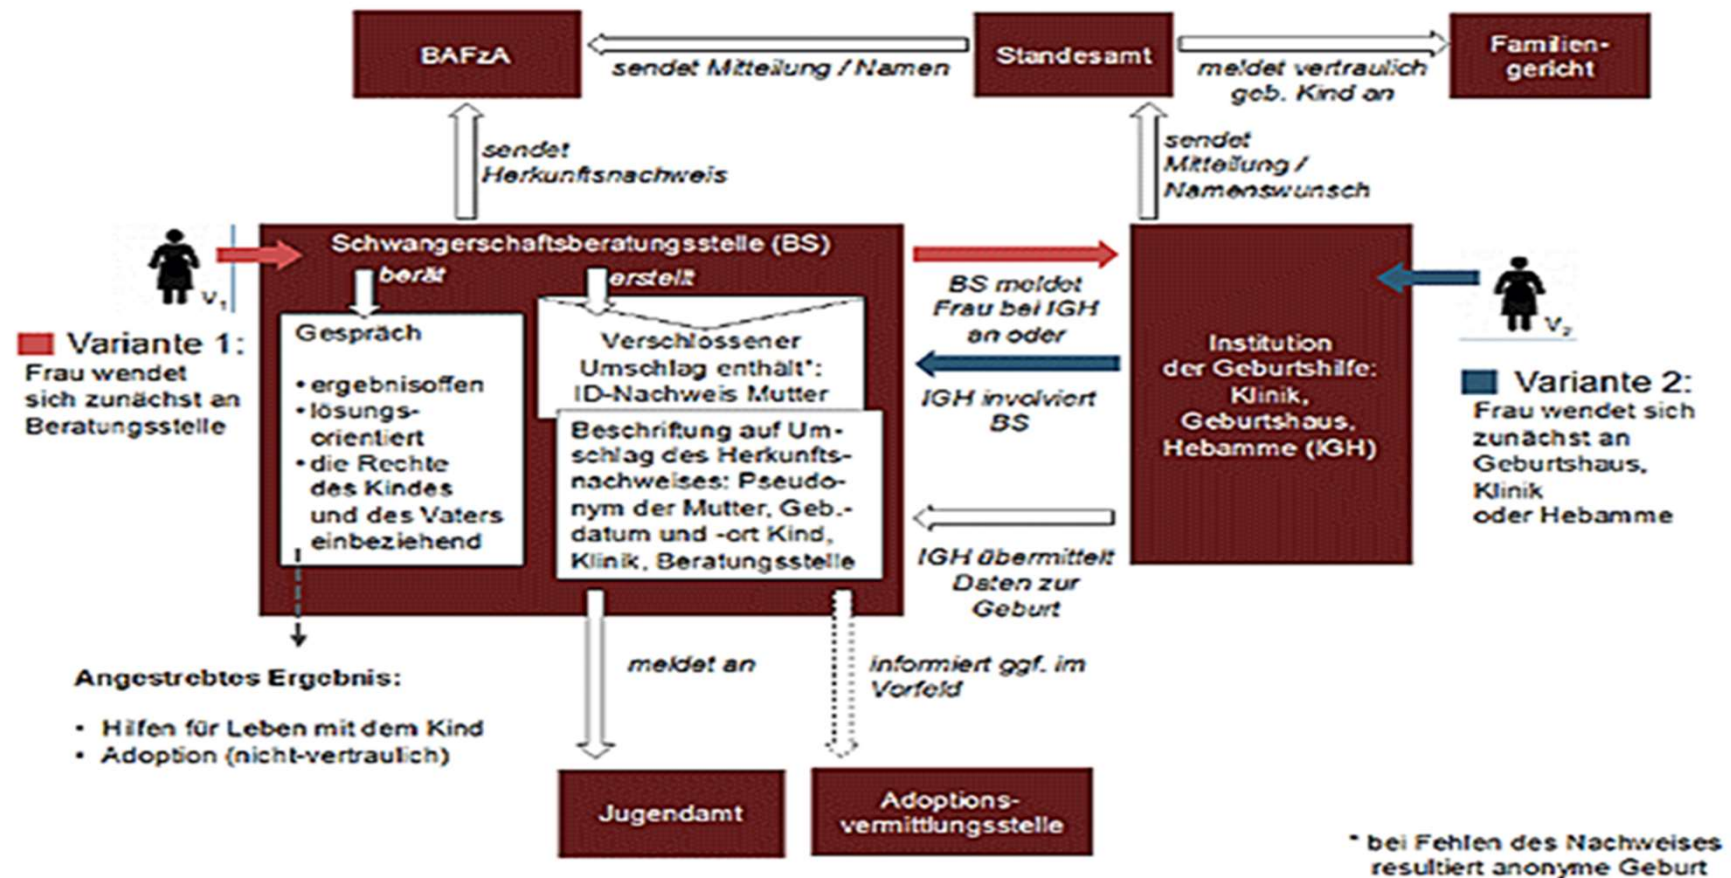 BAFzA
sendet Mitteilung / Namen
Standesamt
meldet vertraulich
geb. Kind an
Familien-
gericht
sendet
Herkunftsnachweis
sendet
Mitteilung /
Namenswunsch
V1
Variante 1:
Frau wendet
sich zunächst an
Beratungsstelle
Schwangerschaftsberatungsstelle (BS)
berät
erstellt
Gespräch
• ergebnisoffen
• lösungs-
orientiert
• die Rechte
des Kindes
und des Vaters
einbeziehend
Verschlossener
Umschlag enthält*:
ID-Nachweis Mutter
Beschriftung auf Um-
schlag des Herkunfts-
nachweises: Pseudo-
nym der Mutter, Geb.-
datum und -ort Kind,
Klinik, Beratungsstelle
BS meldet
Frau bei IGH
an oder
IGH involviert
BS
IGH übermittelt
Daten zur
Geburt
Institution
der Geburtshilfe:
Klinik,
Geburtshaus,
Hebamme (IGH)
V2
Variante 2:
Frau wendet sich
zunächst an
Geburtshaus,
Klinik
oder Hebamme
Angestrebtes Ergebnis:
• Hilfen für Leben mit dem Kind
• Adoption (nicht-vertraulich)
meldet an
informiert ggf. im
Vorfeld
Jugendamt
Adoptions-
vermittlungsstelle
* bei Fehlen des Nachweises
resultiert anonyme Geburt